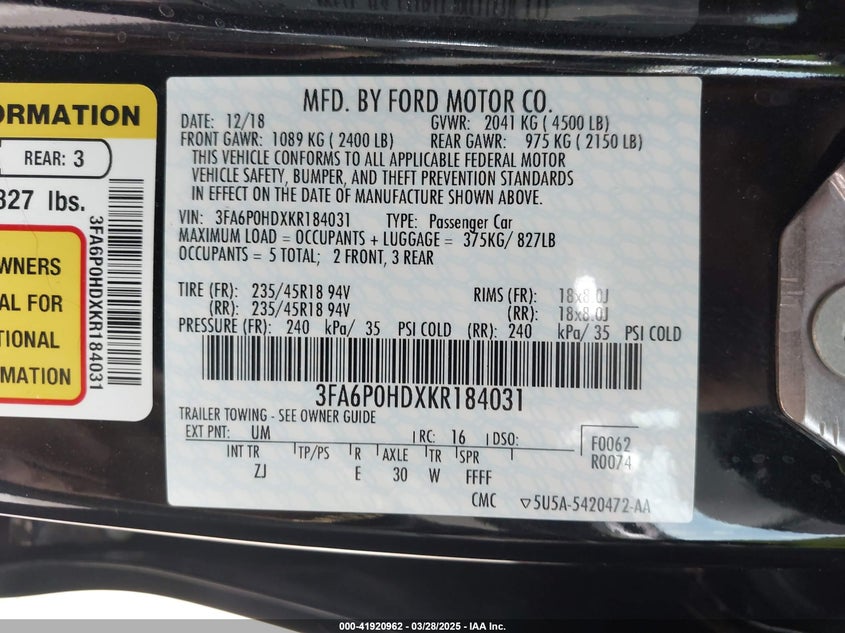 ORMATION
REAR: 3
827 lbs.
3FA6P0HDXKR184031
OWNERS
AL FOR
TIONAL
RMATION
MFD. BY FORD MOTOR CO.
DATE: 12/18 GVWR: 2041 KG ( 4500 LB)
FRONT GAWR: 1089 KG ( 2400 LB) REAR GAWR: 975 KG ( 2150 LB)
THIS VEHICLE CONFORMS TO ALL APPLICABLE FEDERAL MOTOR
VEHICLE SAFETY, BUMPER, AND THEFT PREVENTION STANDARDS
IN EFFECT ON THE DATE OF MANUFACTURE SHOWN ABOVE.
VIN: 3FA6P0HDXKR184031 TYPE: Passenger Car
MAXIMUM LOAD = OCCUPANTS + LUGGAGE = 375KG/ 827LB
OCCUPANTS = 5 TOTAL; 2 FRONT, 3 REAR
TIRE (FR): 235/45R18 94V RIMS (FR): 18x8.0J
(RR): 235/45R18 94V (RR): 18x8.0J
PRESSURE (FR): 240 kPa/ 35 PSI COLD (RR): 240 kPa/ 35 PSI COLD
3FA6P0HDXKR184031
TRAILER TOWING - SEE OWNER GUIDE
EXT PNT: UM RC: 16 DSO: F0062
R0074
INT TR TP/PS R AXLE TR SPR
ZJ E 30 W FFFF
CMC ▽5U5A-5420472-AA
000-41920962 — 03/28/2025 - IAA Inc.